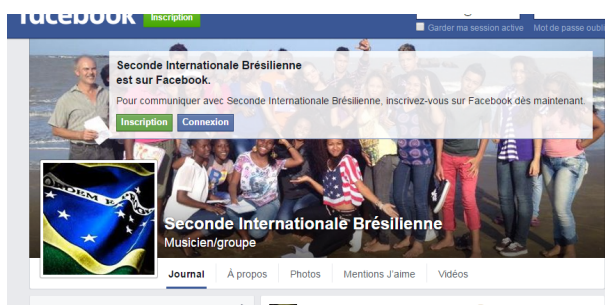 facebook
Inscription
Garder ma session active Mot de passe oubli
Seconde Internationale Brésilienne
est sur Facebook.
Pour communiquer avec Seconde Internationale Brésilienne, inscrivez-vous sur Facebook dès maintenant.
Inscription Connexion
Seconde Internationale Brésilienne
Musicien/groupe
Journal À propos Photos Mentions J'aime Vidéos